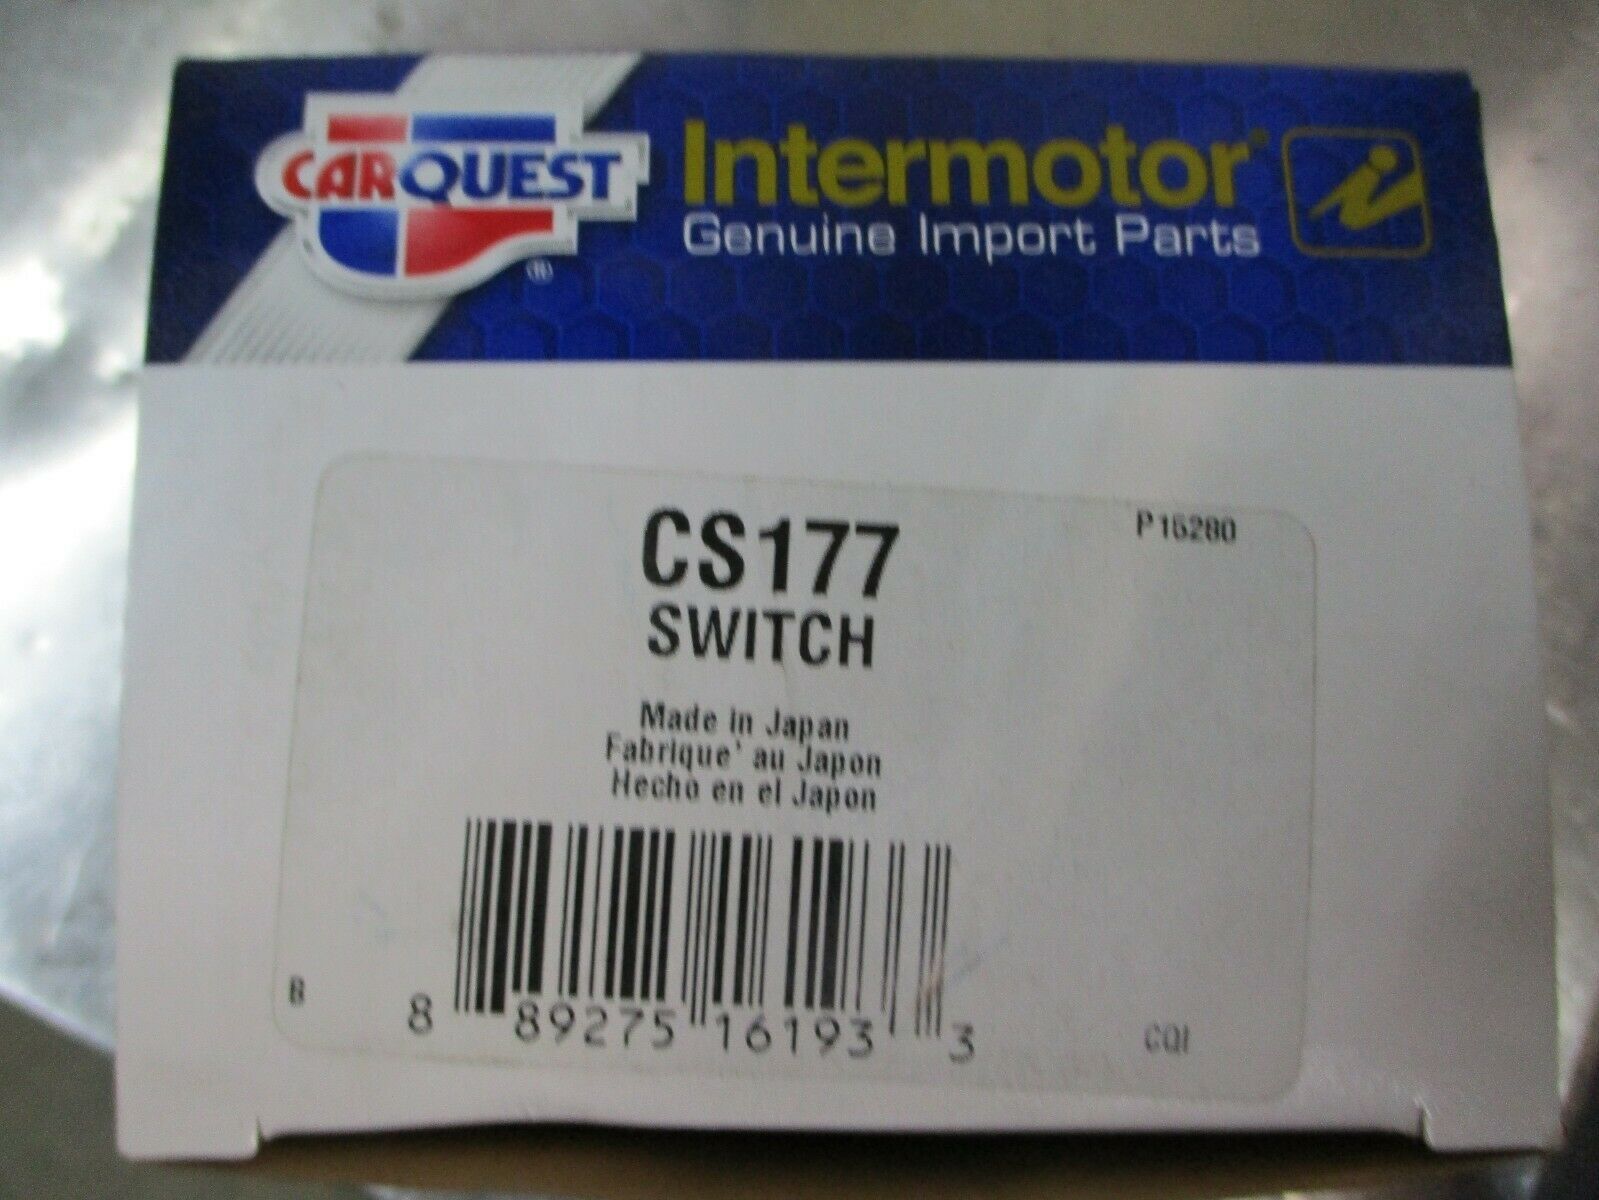 CARQUEST
®
Intermotor®
Genuine Import Parts
CS177
P15280
SWITCH
Made in Japan
Fabrique' au Japon
Hecho en el Japon
B
8 89275 16193 3
CQI